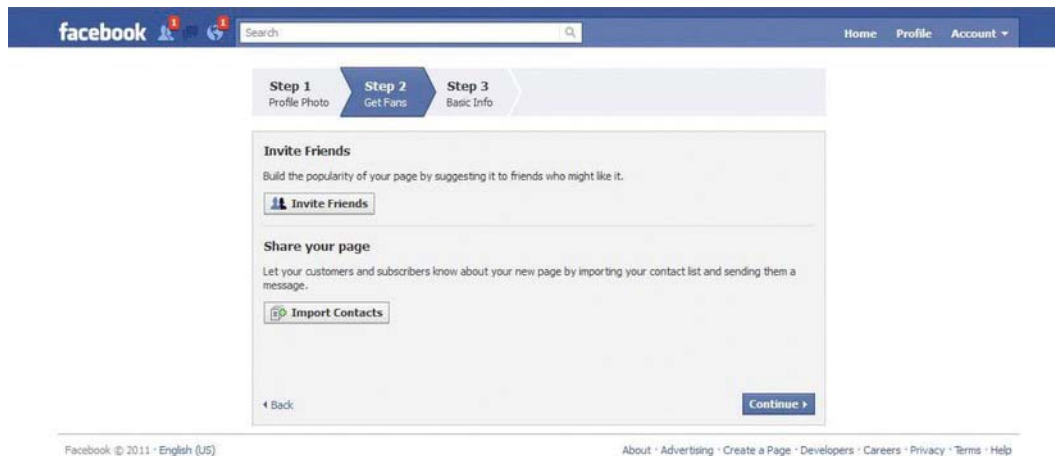 facebook 1 1 Search Home Profile Account
Step 1 Step 2 Step 3
Profile Photo Get Fans Basic Info
Invite Friends
Build the popularity of your page by suggesting it to friends who might like it.
Invite Friends
Share your page
Let your customers and subscribers know about your new page by importing your contact list and sending them a
message.
Import Contacts
Back Continue
Facebook © 2011 · English (US) About · Advertising · Create a Page · Developers · Careers · Privacy · Terms · Help